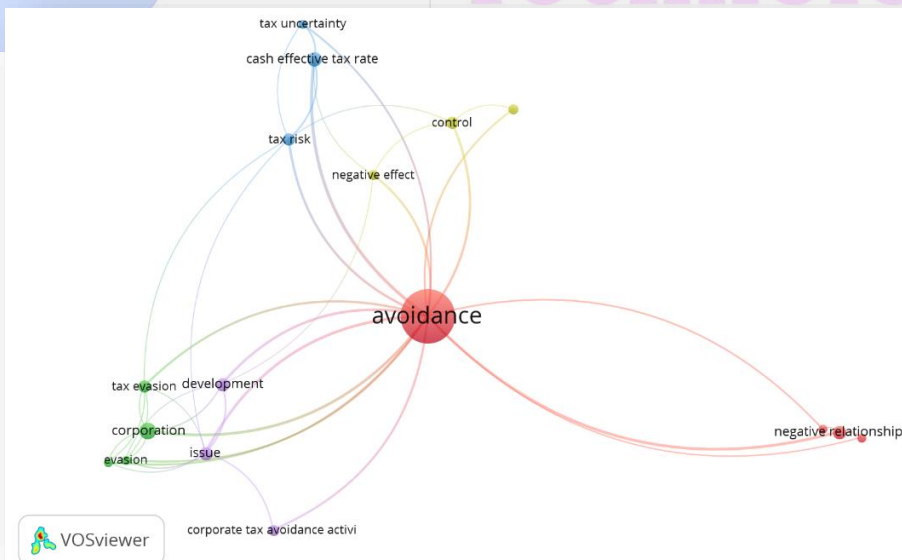 tax uncertainty
cash effective tax rate
control
tax risk
negative effect
avoidance
tax evasion
development
corporation
negative relationship
issue
evasion
corporate tax avoidance activi
VOSviewer